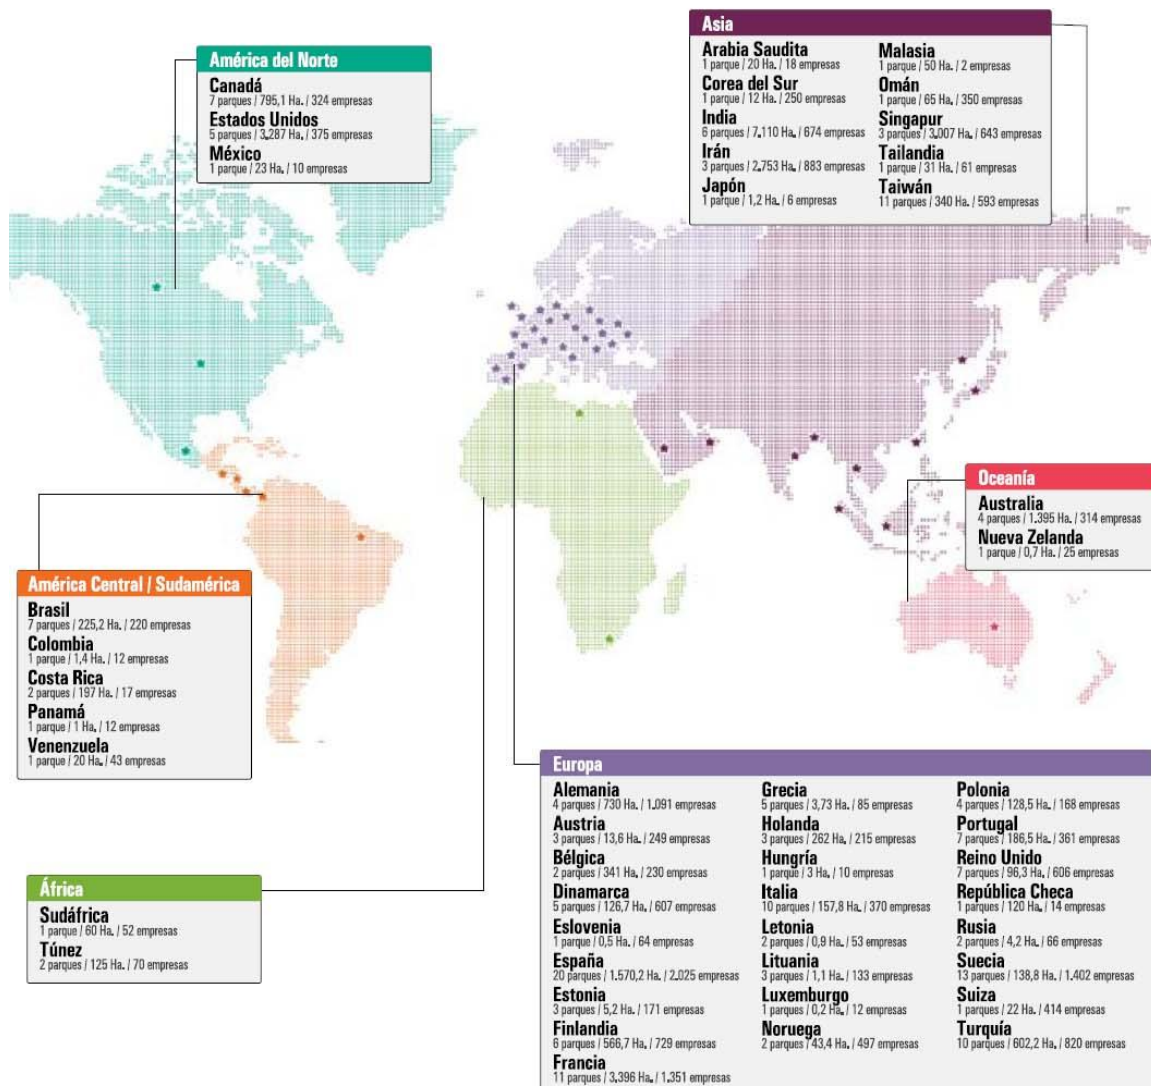 América del Norte
Canadá
7 parques / 795,1 Ha. / 324 empresas
Estados Unidos
5 parques / 3.287 Ha. / 375 empresas
México
1 parque / 23 Ha. / 10 empresas
Asia
Arabia Saudita
1 parque / 20 Ha. / 18 empresas
Corea del Sur
1 parque / 12 Ha. / 250 empresas
India
6 parques / 7.110 Ha. / 674 empresas
Irán
3 parques / 2.753 Ha. / 883 empresas
Japón
1 parque / 1,2 Ha. / 6 empresas
Malasia
1 parque / 50 Ha. / 2 empresas
Omán
1 parque / 65 Ha. / 350 empresas
Singapur
3 parques / 3.007 Ha. / 643 empresas
Tailandia
1 parque / 31 Ha. / 61 empresas
Taiwán
11 parques / 340 Ha. / 593 empresas
Oceanía
Australia
4 parques / 1.395 Ha. / 314 empresas
Nueva Zelanda
1 parque / 0,7 Ha. / 25 empresas
América Central / Sudamérica
Brasil
7 parques / 225,2 Ha. / 220 empresas
Colombia
1 parque / 1,4 Ha. / 12 empresas
Costa Rica
2 parques / 197 Ha. / 17 empresas
Panamá
1 parque / 1 Ha. / 12 empresas
Venenzuela
1 parque / 20 Ha. / 43 empresas
África
Sudáfrica
1 parque / 60 Ha. / 52 empresas
Túnez
2 parques / 125 Ha. / 70 empresas
Europa
Alemania
4 parques / 730 Ha. / 1.091 empresas
Austria
3 parques / 13,6 Ha. / 249 empresas
Bélgica
2 parques / 341 Ha. / 230 empresas
Dinamarca
5 parques / 126,7 Ha. / 607 empresas
Eslovenia
1 parque / 0,5 Ha. / 64 empresas
España
20 parques / 1.570,2 Ha. / 2.025 empresas
Estonia
3 parques / 5,2 Ha. / 171 empresas
Finlandia
6 parques / 566,7 Ha. / 729 empresas
Francia
11 parques / 3.396 Ha. / 1.351 empresas
Grecia
5 parques / 3,73 Ha. / 85 empresas
Holanda
3 parques / 262 Ha. / 215 empresas
Hungría
1 parque / 3 Ha. / 10 empresas
Italia
10 parques / 157,8 Ha. / 370 empresas
Letonia
2 parques / 0,9 Ha. / 53 empresas
Lituania
3 parques / 1,1 Ha. / 133 empresas
Luxemburgo
1 parques / 0,2 Ha. / 12 empresas
Noruega
2 parques / 43,4 Ha. / 497 empresas
Polonia
4 parques / 128,5 Ha. / 168 empresas
Portugal
7 parques / 186,5 Ha. / 361 empresas
Reino Unido
7 parques / 96,3 Ha. / 606 empresas
República Checa
1 parques / 120 Ha. / 14 empresas
Rusia
2 parques / 4,2 Ha. / 66 empresas
Suecia
13 parques / 138,8 Ha. / 1.402 empresas
Suiza
1 parques / 22 Ha. / 414 empresas
Turquía
10 parques / 602,2 Ha. / 820 empresas